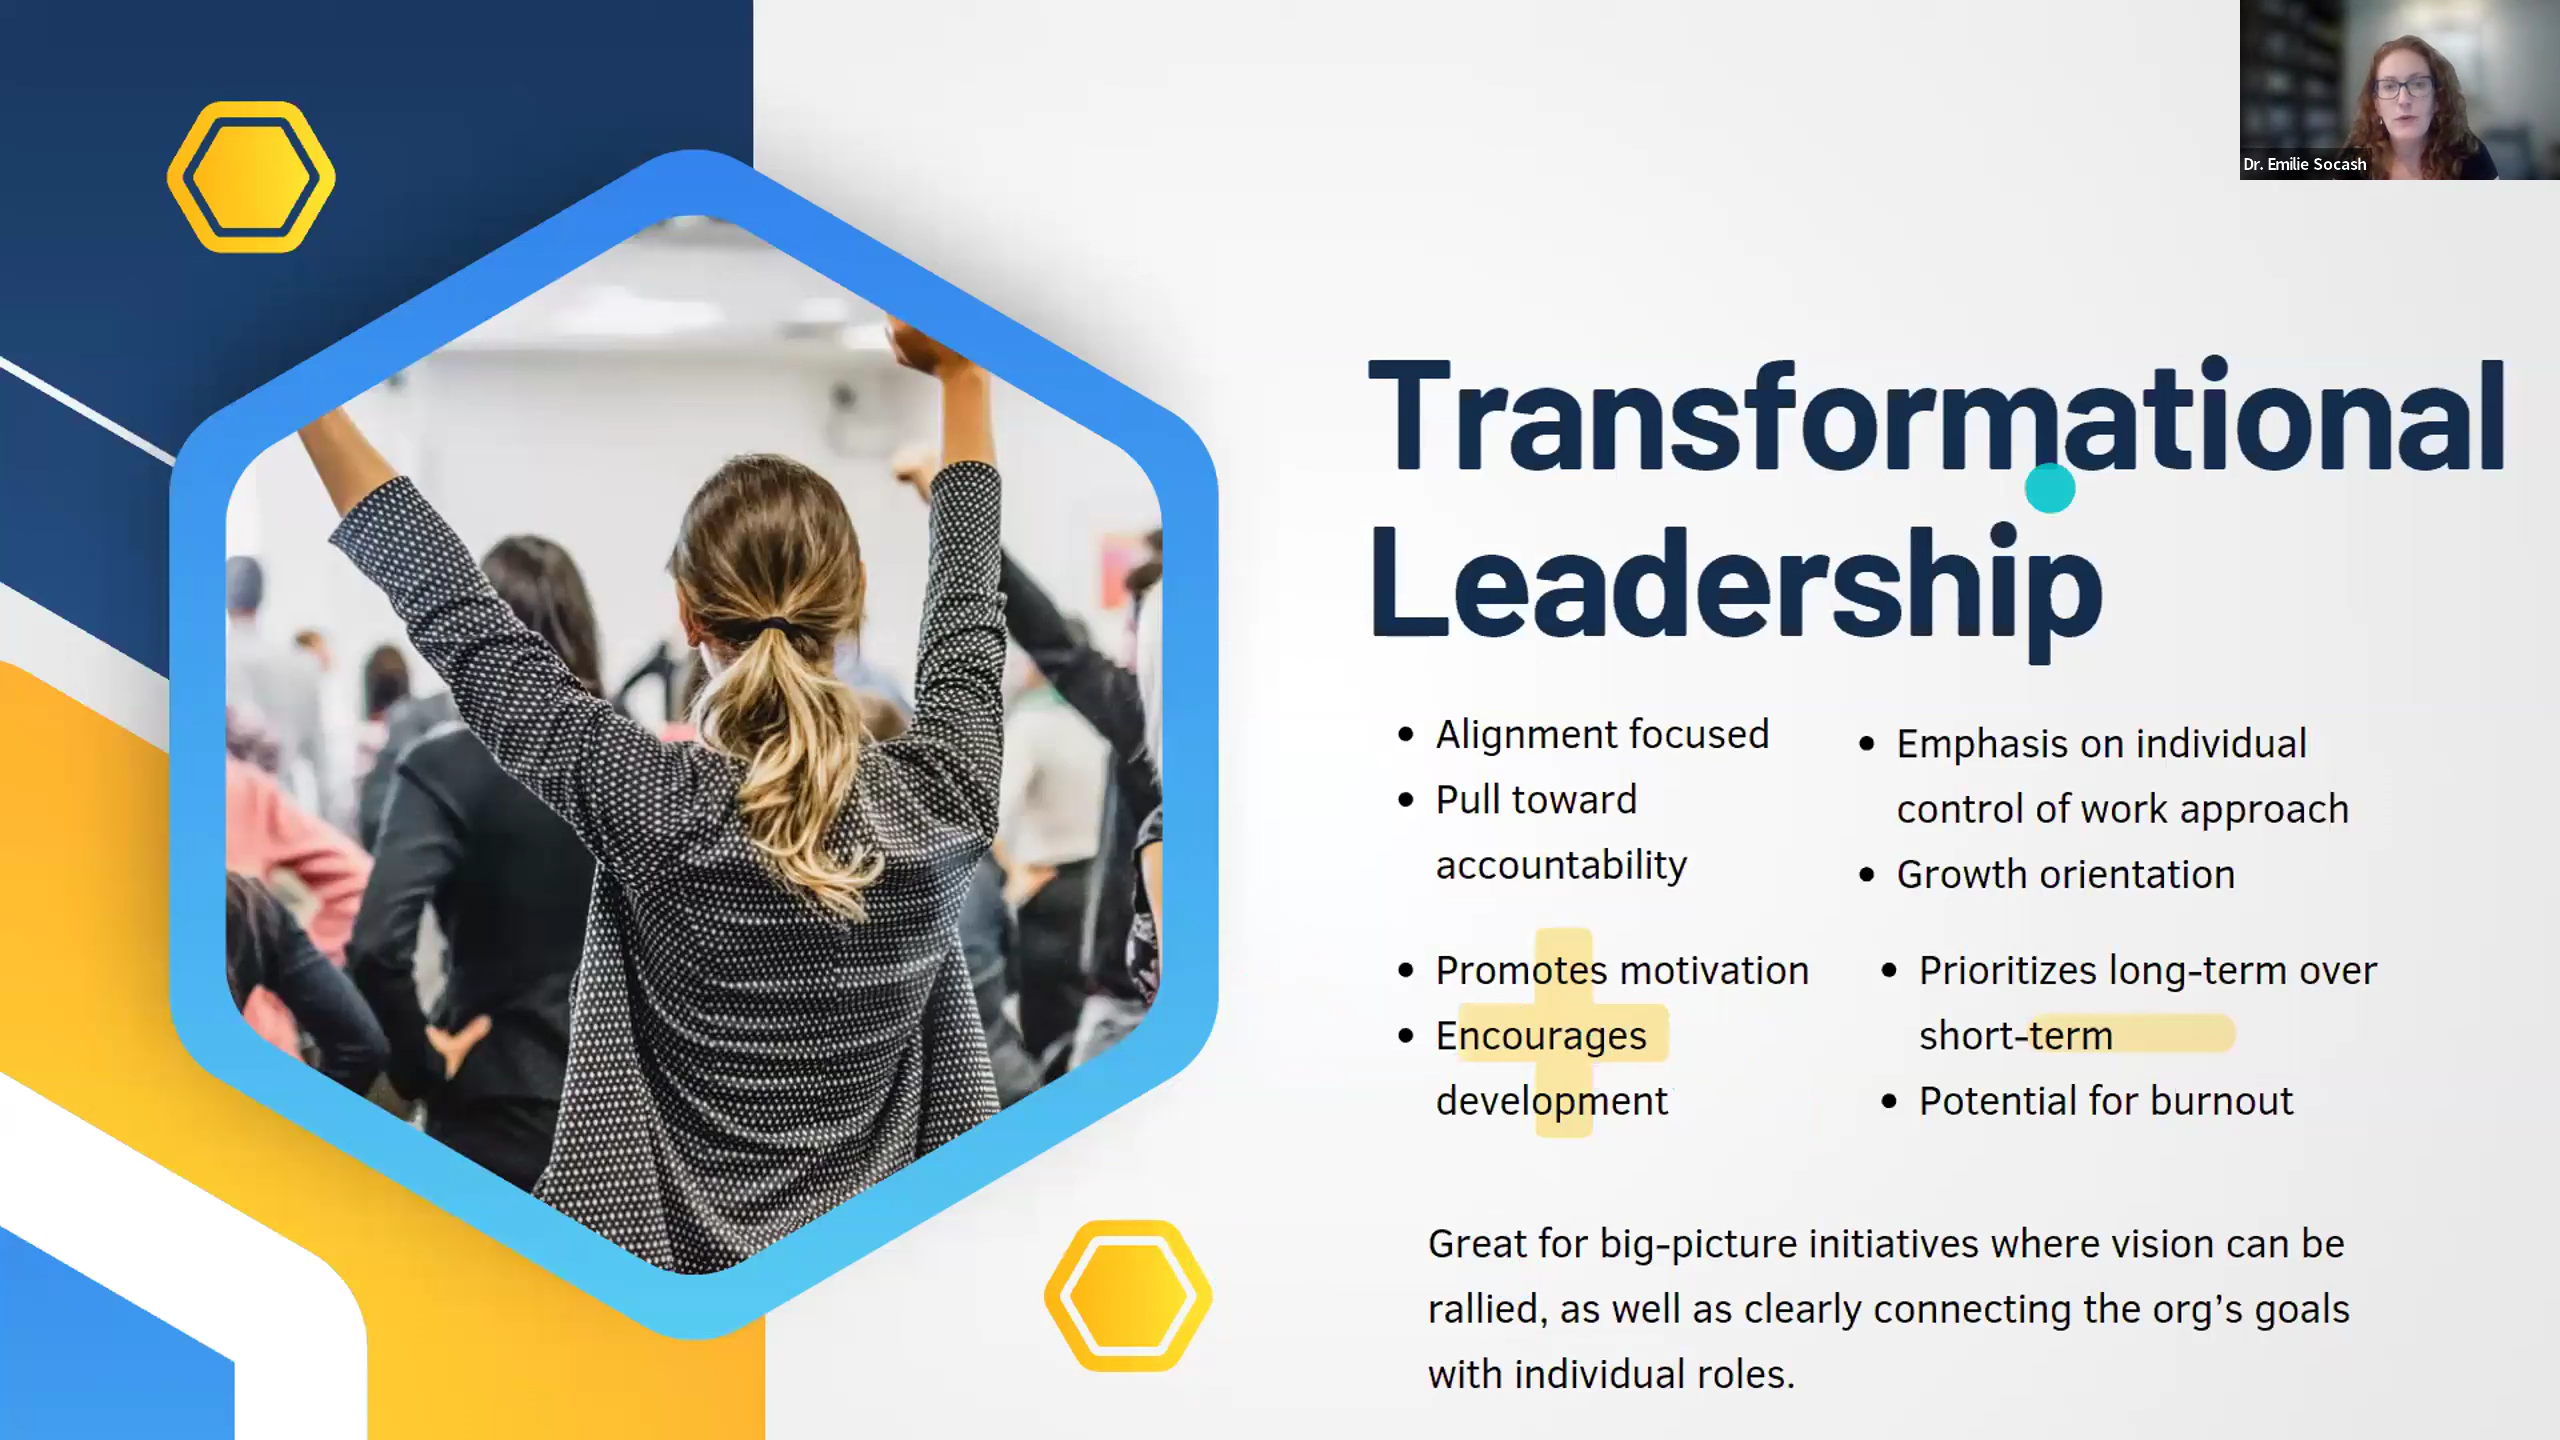 Dr. Emilie Socash
Transformational
Leadership
• Alignment focused
• Pull toward
accountability
• Emphasis on individual
control of work approach
• Growth orientation
• Promotes motivation
• Encourages
development
• Prioritizes long-term over
short-term
• Potential for burnout
Great for big-picture initiatives where vision can be
rallied, as well as clearly connecting the org’s goals
with individual roles.